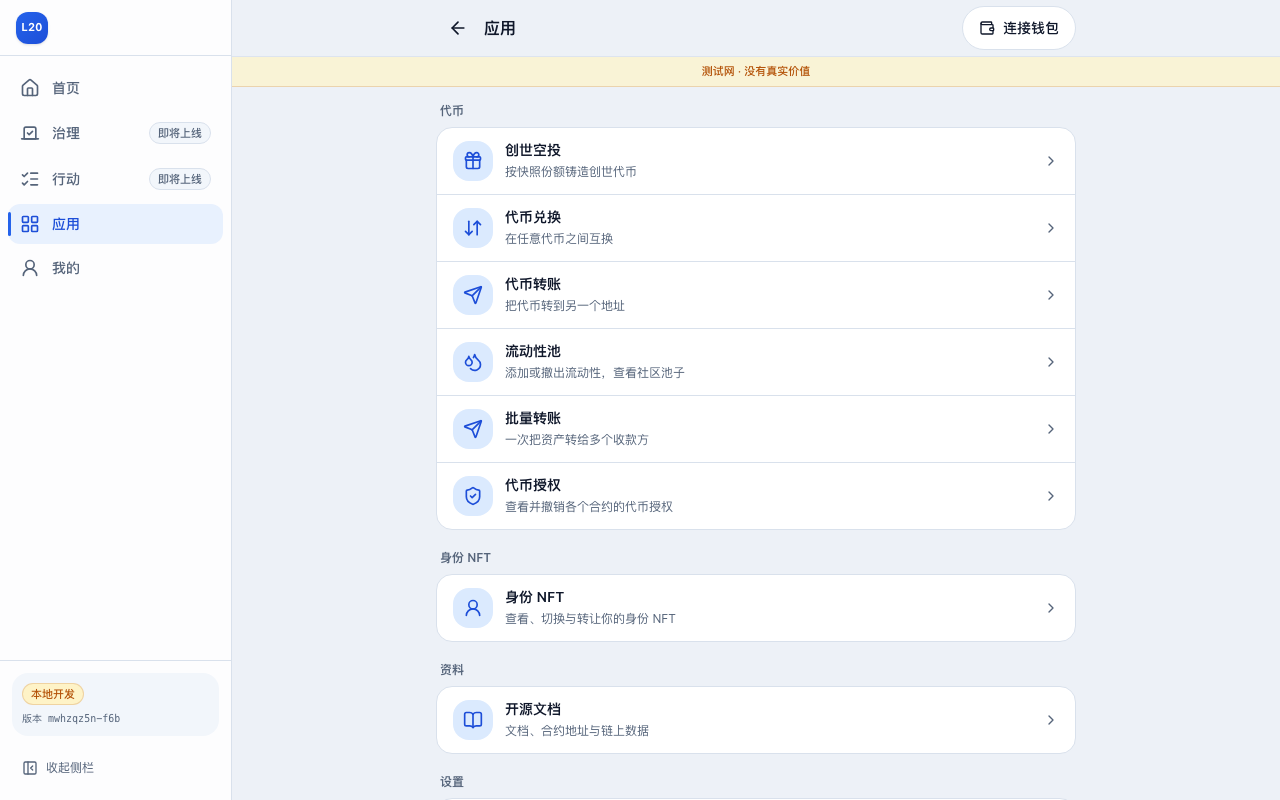 L20
首页
治理
即将上线
行动
即将上线
应用
我的
本地开发
版本 mwhzqz5n-f6b
收起侧栏
应用
连接钱包
测试网 · 没有真实价值
代币
创世空投
按快照份额铸造创世代币
代币兑换
在任意代币之间互换
代币转账
把代币转到另一个地址
流动性池
添加或撤出流动性，查看社区池子
批量转账
一次把资产转给多个收款方
代币授权
查看并撤销各个合约的代币授权
身份 NFT
身份 NFT
查看、切换与转让你的身份 NFT
资料
开源文档
文档、合约地址与链上数据
设置